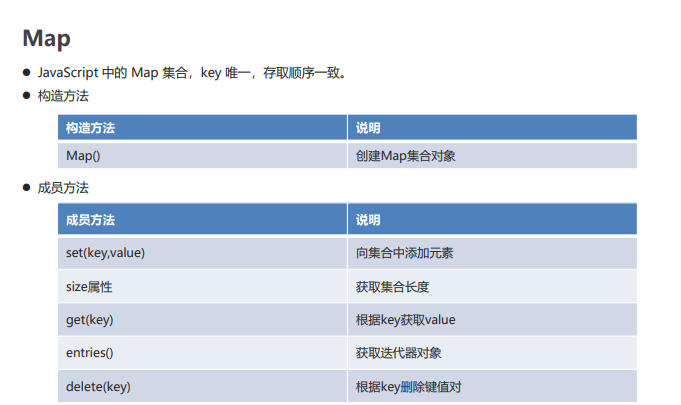 Map
● JavaScript 中的 Map 集合，key 唯一，存取顺序一致。
● 构造方法
构造方法 说明
Map() 创建Map集合对象
● 成员方法
成员方法 说明
set(key,value) 向集合中添加元素
size属性 获取集合长度
get(key) 根据key获取value
entries() 获取迭代器对象
delete(key) 根据key删除键值对